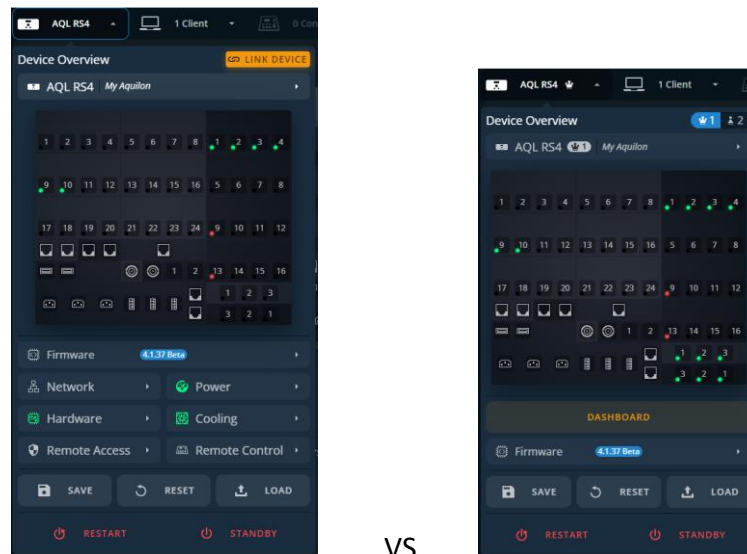 AQL RS4 1 Client 0 Con
Device Overview LINK DEVICE
AQL RS4 My Aquilon
1 2 3 4 5 6 7 8 1 2 3 4
9 10 11 12 13 14 15 16 5 6 7 8
17 18 19 20 21 22 23 24 9 10 11 12
1 2 13 14 15 16
1 2 3
3 2 1
Firmware 4.1.37 Beta
Network Power
Hardware Cooling
Remote Access Remote Control
SAVE RESET LOAD
RESTART STANDBY
VS
AQL RS4 1 Client
Device Overview 1 2
AQL RS4 1 My Aquilon
1 2 3 4 5 6 7 8 1 2 3 4
9 10 11 12 13 14 15 16 5 6 7 8
17 18 19 20 21 22 23 24 9 10 11 12
1 2 13 14 15 16
1 2 3
3 2 1
DASHBOARD
Firmware 4.1.37 Beta
SAVE RESET LOAD
RESTART STANDBY